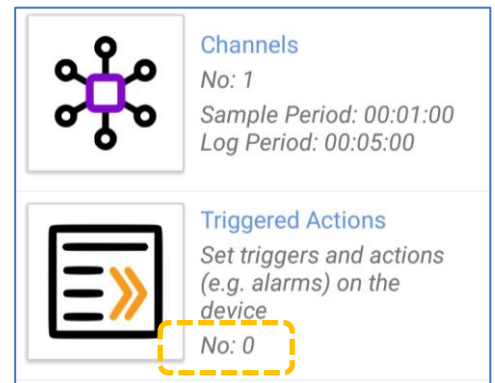 Channels
No: 1
Sample Period: 00:01:00
Log Period: 00:05:00
Triggered Actions
Set triggers and actions
(e.g. alarms) on the
device
No: 0